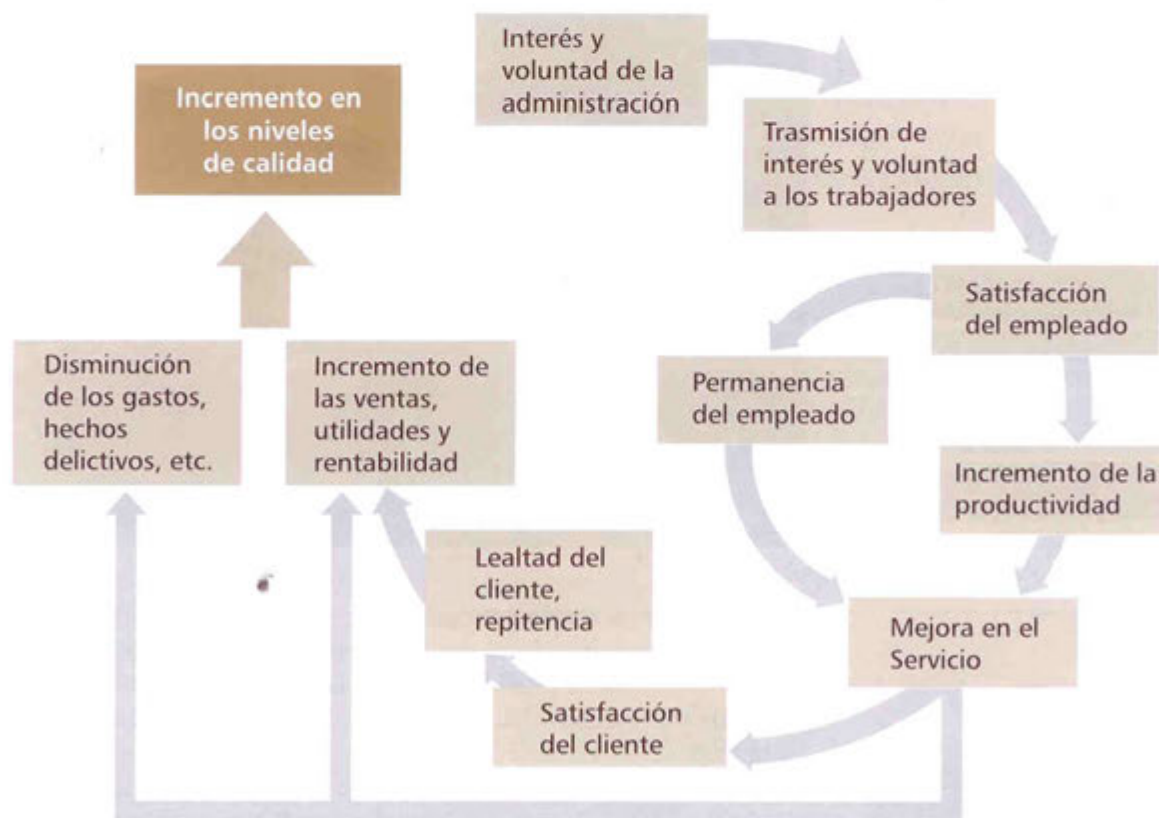 Interés y
voluntad de la
administración
Incremento en
los niveles
de calidad
Trasmisión de
interés y voluntad
a los trabajadores
Satisfacción
del empleado
Permanencia
del empleado
Disminución
de los gastos,
hechos
delictivos, etc.
Incremento de
las ventas,
utilidades y
rentabilidad
Incremento de la
productividad
Lealtad del
cliente,
repitencia
Mejora en el
Servicio
Satisfacción
del cliente